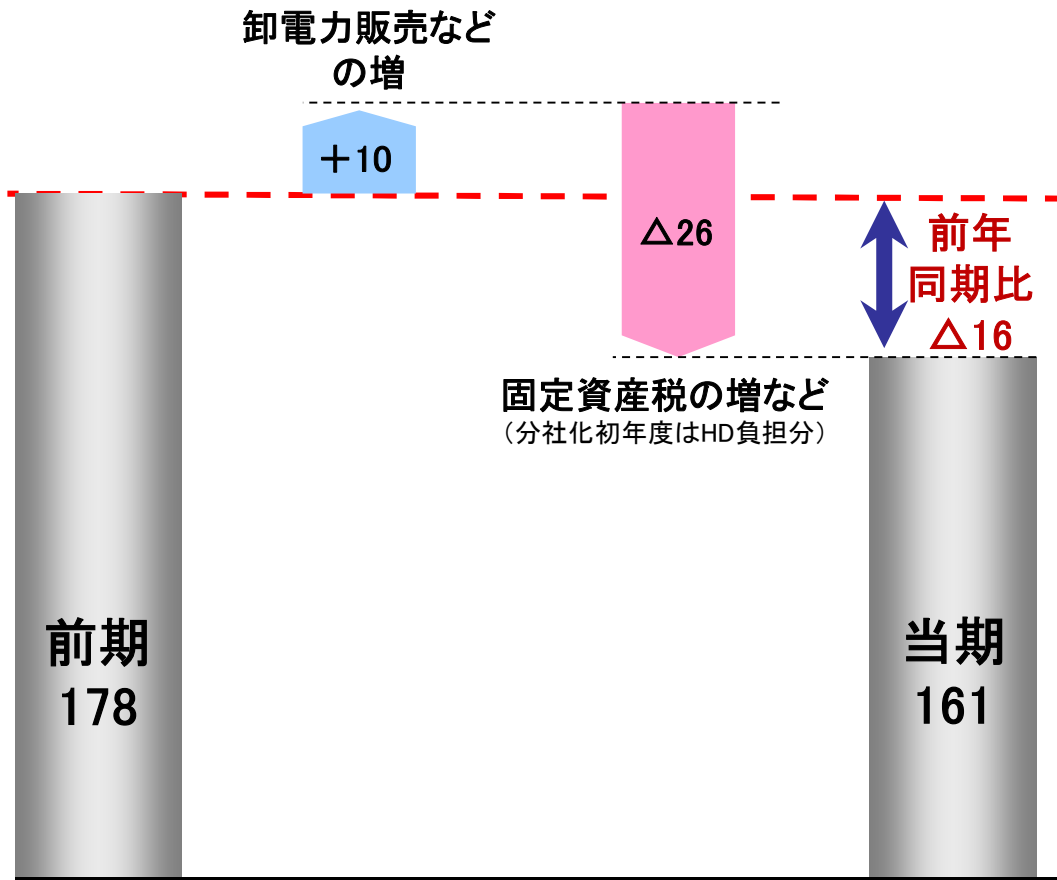 卸電力販売など
の増
＋10
△26
前年
同期比
△16
固定資産税の増など
（分社化初年度はHD負担分）
前期
178
当期
161